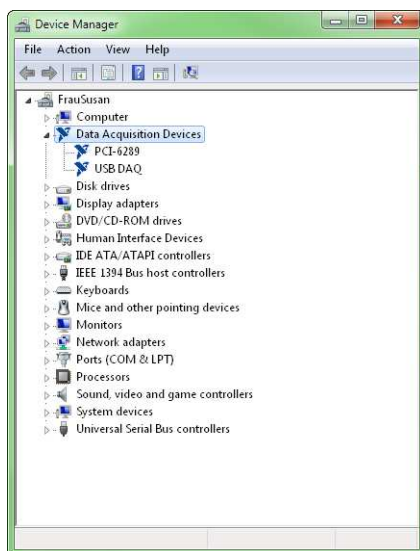 Device Manager
File Action View Help
FrauSusan
Computer
Data Acquisition Devices
PCI-6289
USB DAQ
Disk drives
Display adapters
DVD/CD-ROM drives
Human Interface Devices
IDE ATA/ATAPI controllers
IEEE 1394 Bus host controllers
Keyboards
Mice and other pointing devices
Monitors
Network adapters
Ports (COM & LPT)
Processors
Sound, video and game controllers
System devices
Universal Serial Bus controllers